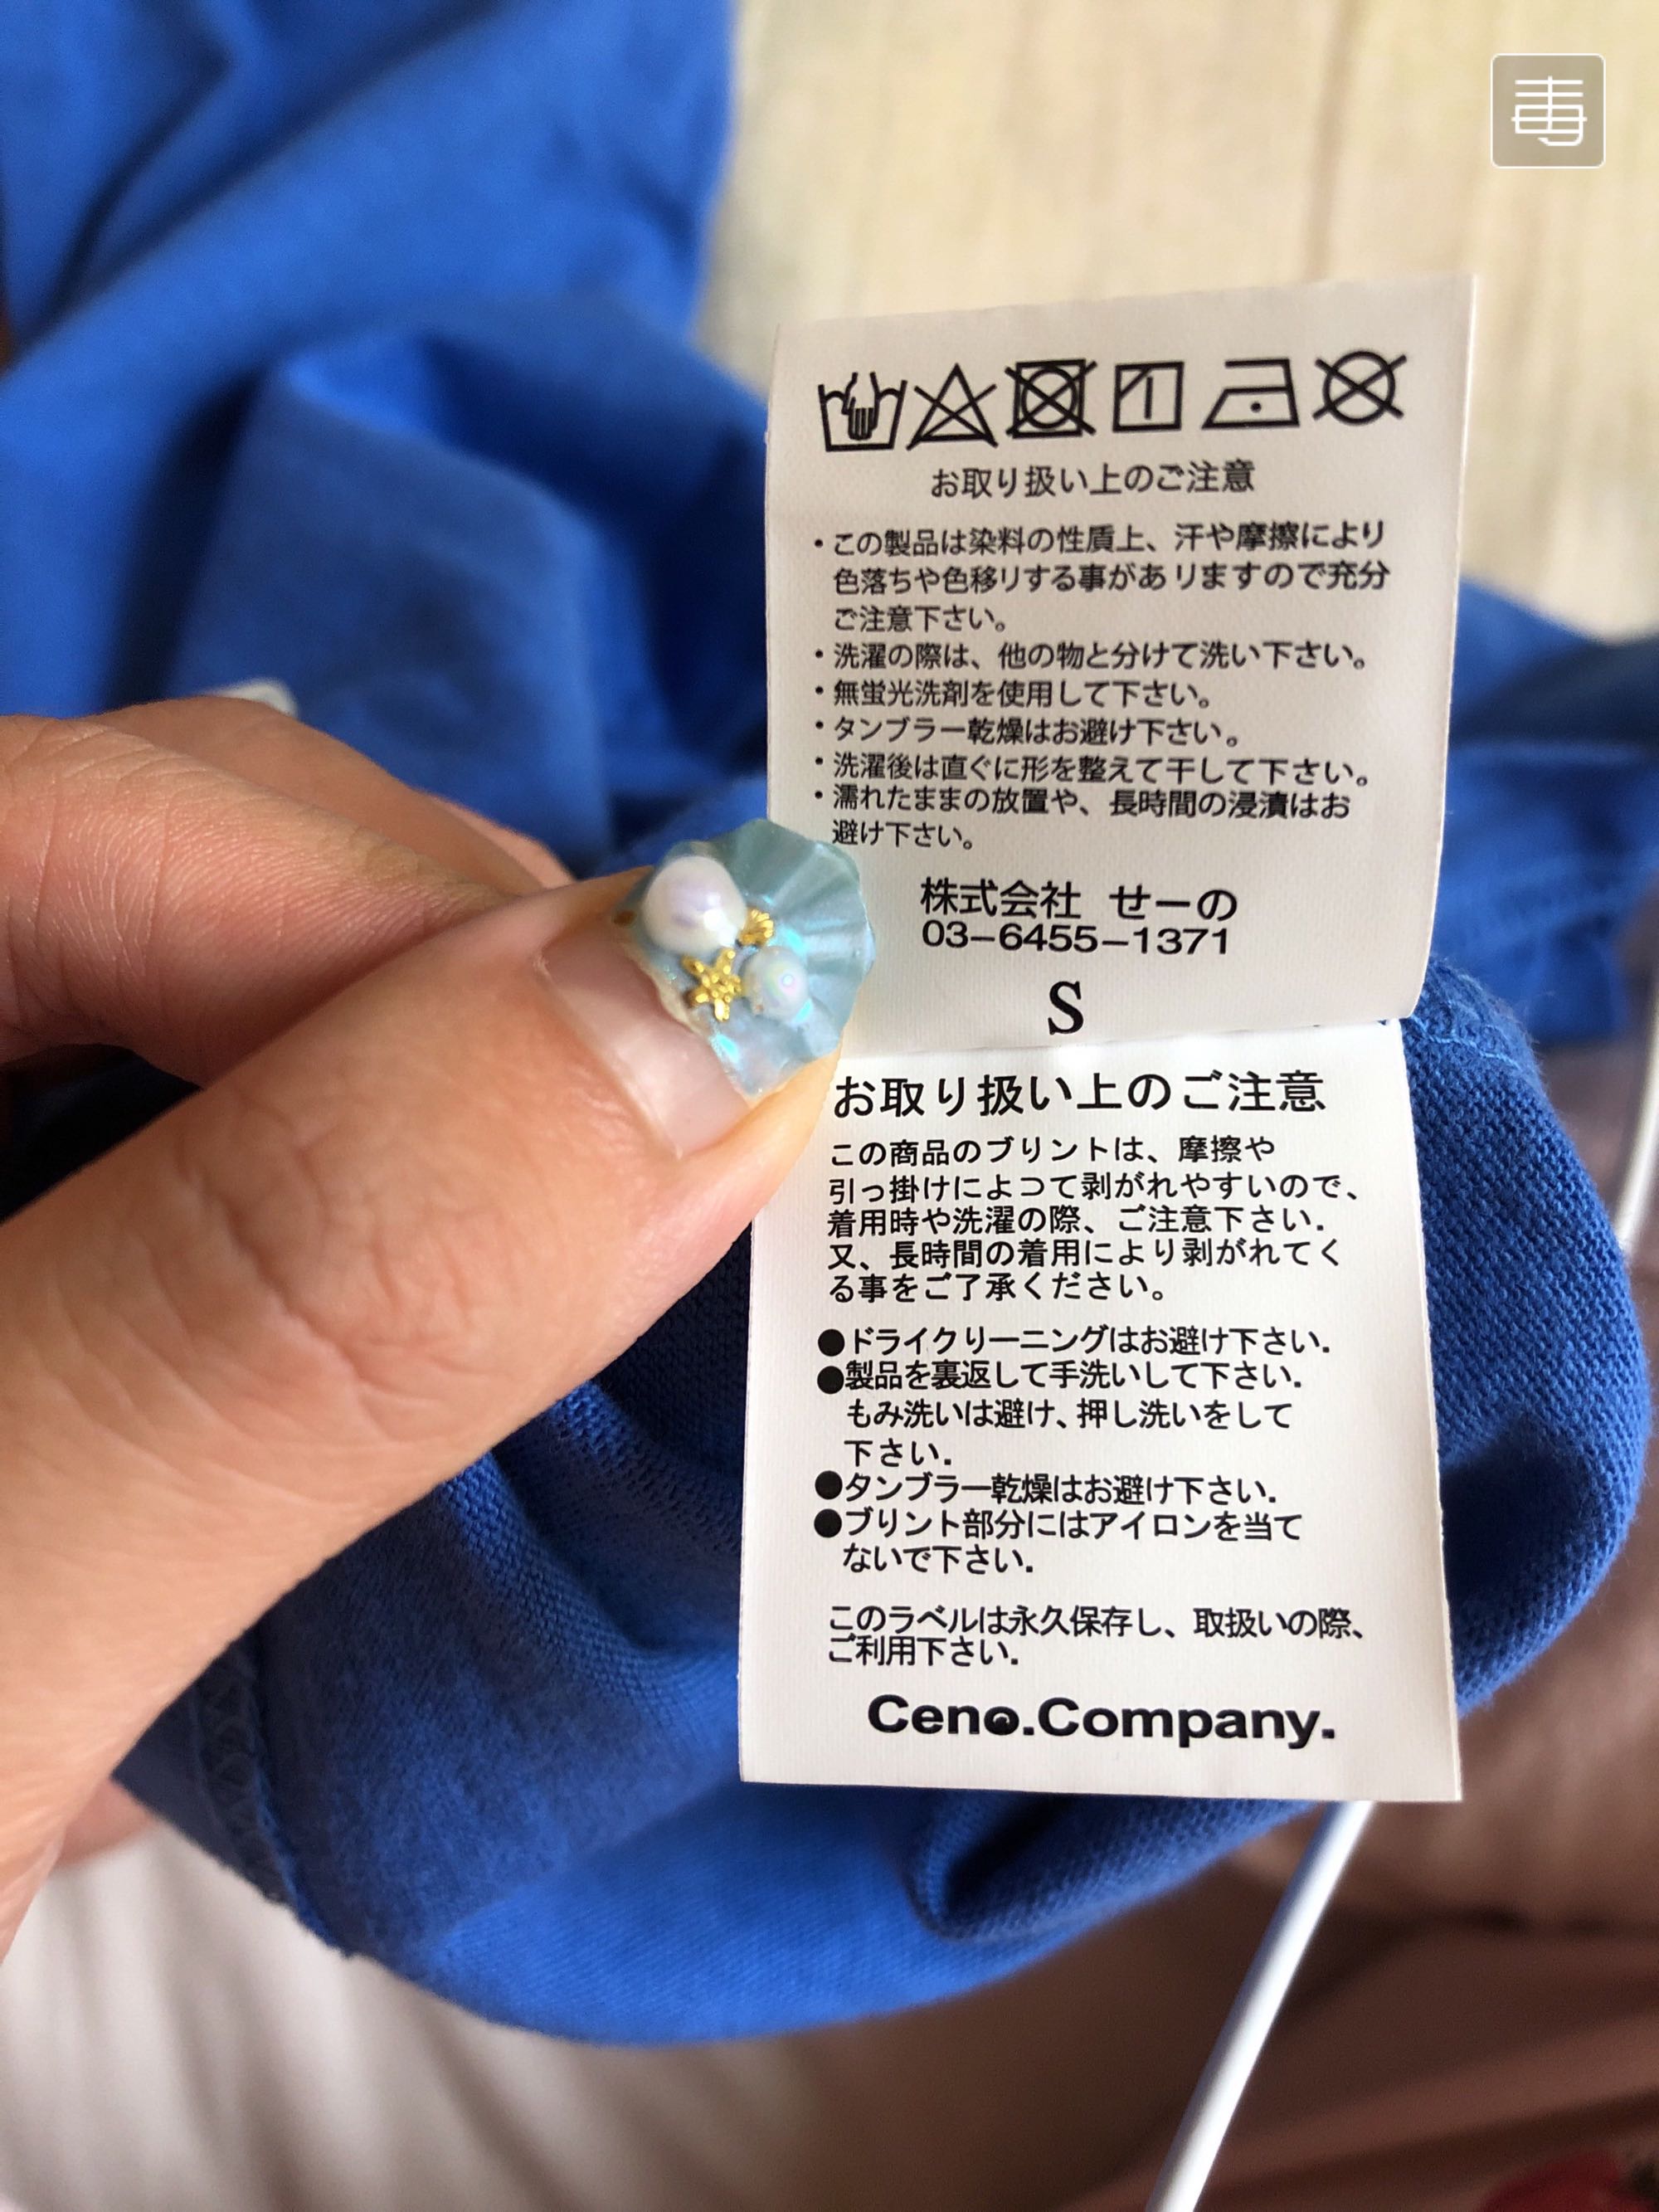 毒
お取り扱い上のご注意
・この製品は染料の性質上、汗や摩擦により
色落ちや色移りする事がありますので充分
ご注意下さい。
・洗濯の際は、他の物と分けて洗い下さい。
・無蛍光洗剤を使用して下さい。
・タンブラー乾燥はお避け下さい。
・洗濯後は直ぐに形を整えて干して下さい。
・濡れたままの放置や、長時間の浸漬はお
避け下さい。
株式会社 せーの
03-6455-1371
S
お取り扱い上のご注意
この商品のブリントは、摩擦や
引っ掛けによつて剥がれやすいので、
着用時や洗濯の際、ご注意下さい.
又、長時間の着用により剥がれてく
る事をご了承ください。
●ドライクリーニングはお避け下さい.
●製品を裏返して手洗いして下さい.
もみ洗いは避け、押し洗いをして
下さい.
●タンブラー乾燥はお避け下さい.
●ブリント部分にはアイロンを当て
ないで下さい.
このラベルは永久保存し、取扱いの際、
ご利用下さい.
Ceno.Company.